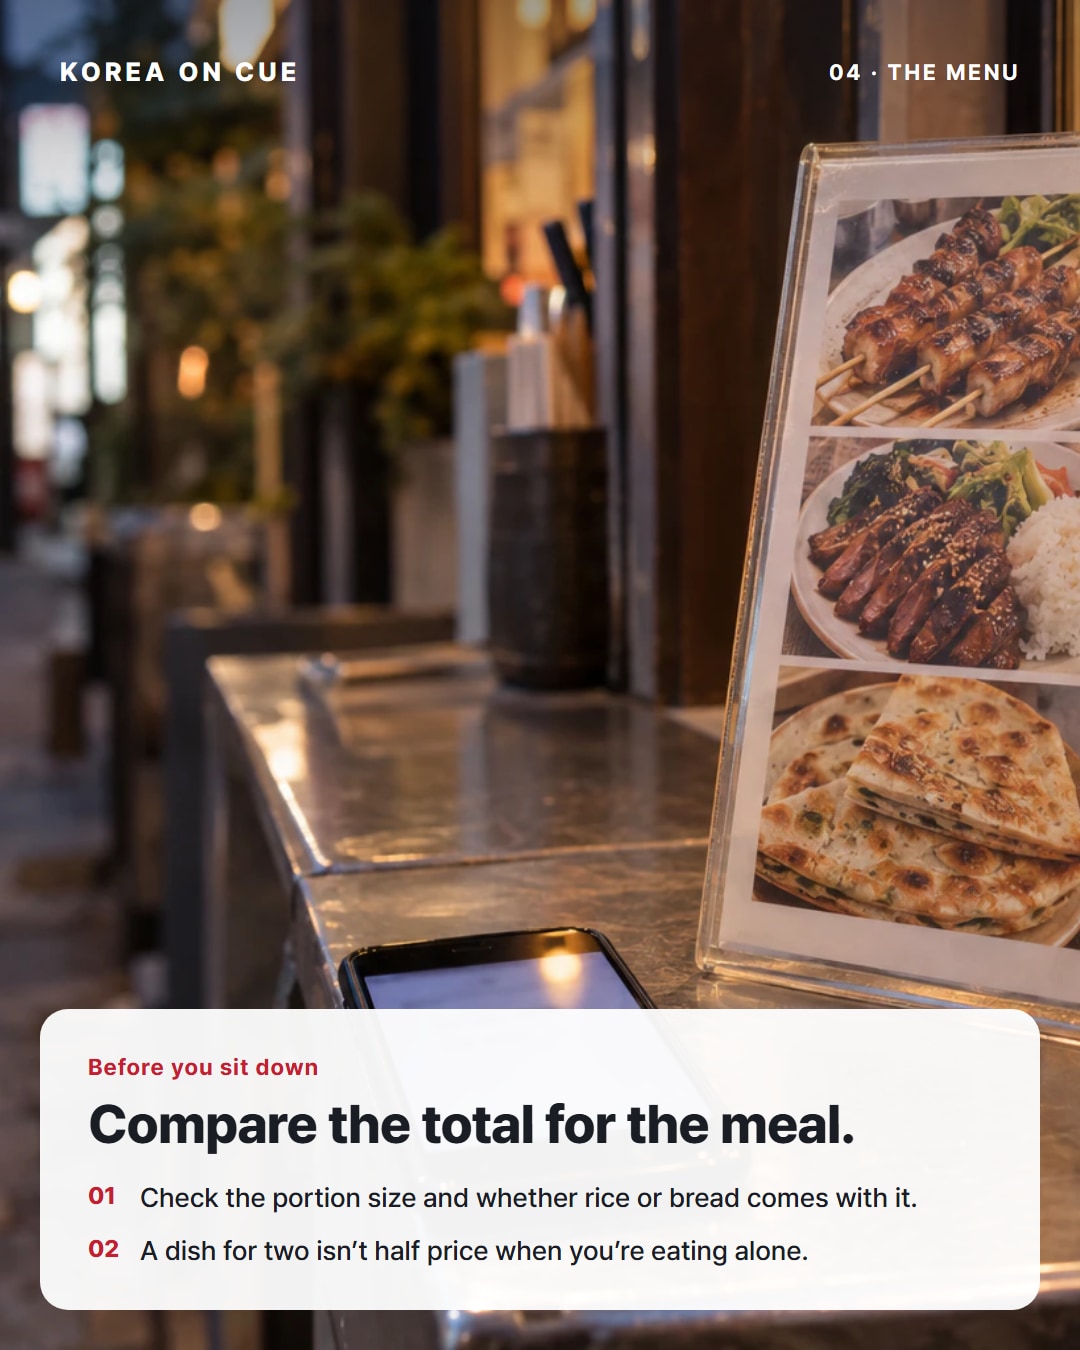 KOREA ON CUE
04 · THE MENU
Before you sit down
Compare the total for the meal.
01 Check the portion size and whether rice or bread comes with it.
02 A dish for two isn’t half price when you’re eating alone.